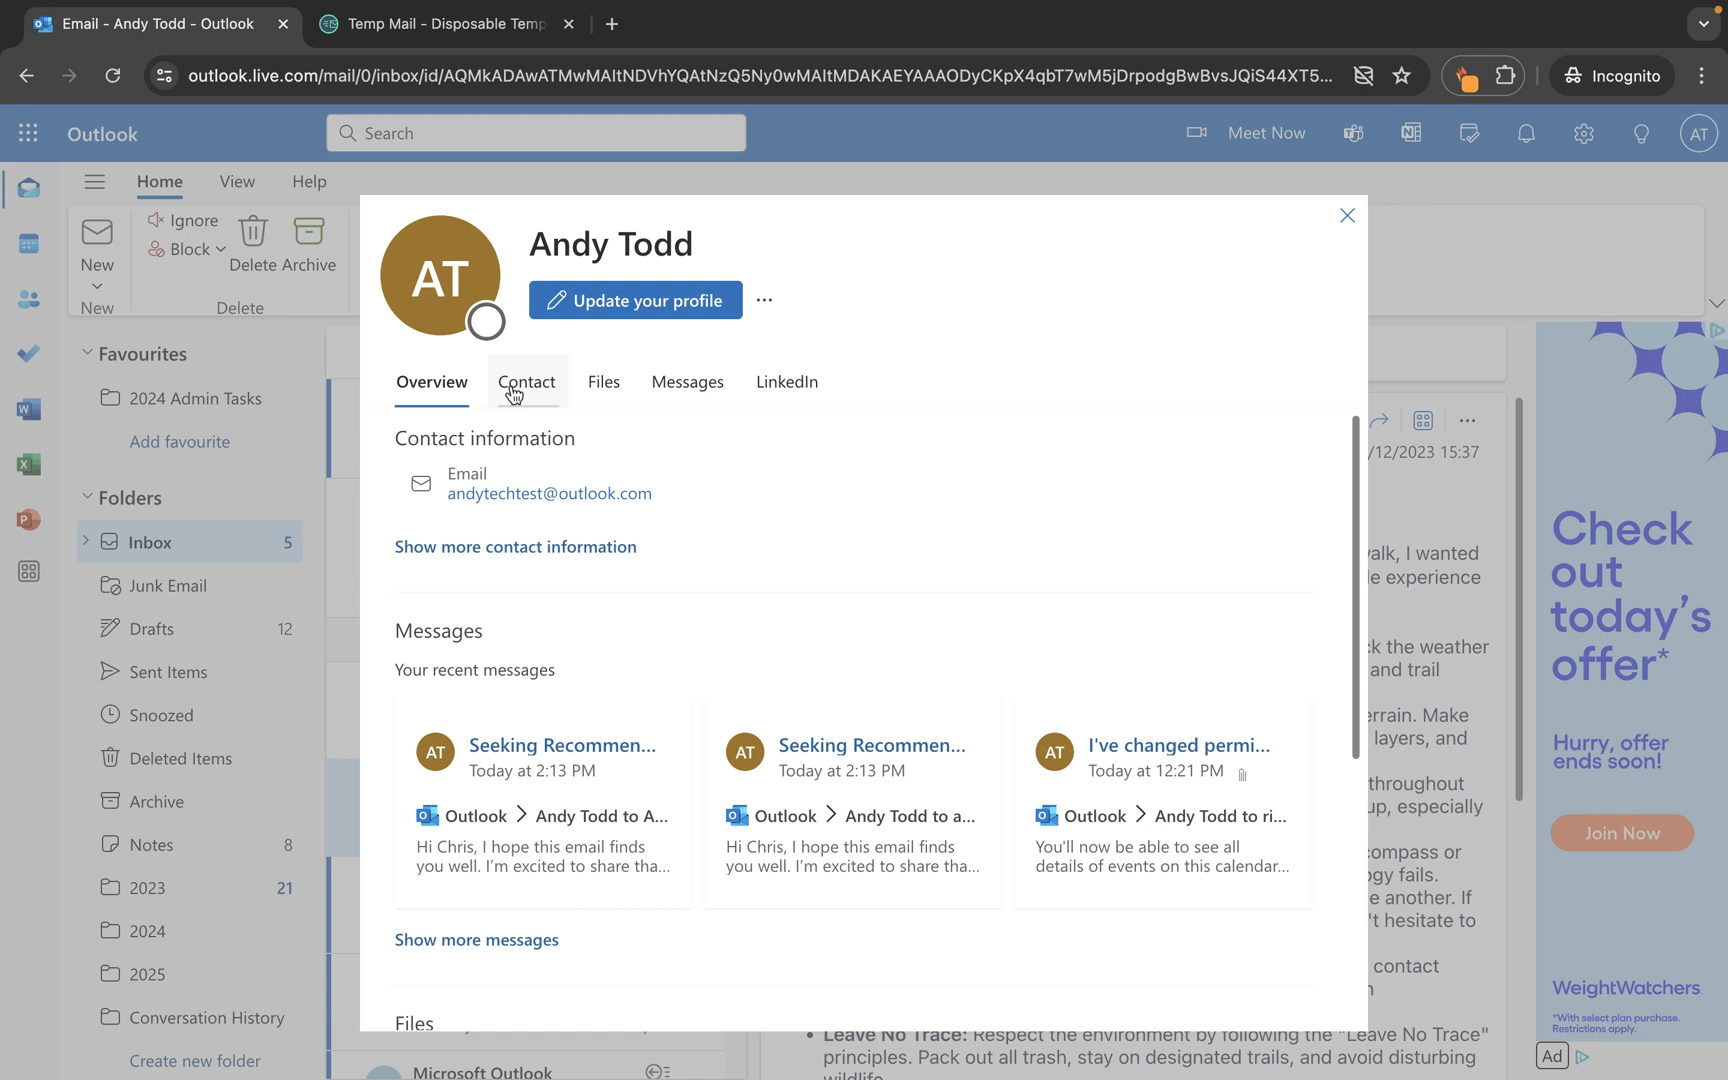 Email - Andy Todd - Outlook
Temp Mail - Disposable Temp
outlook.live.com/mail/0/inbox/id/AQMkADAwATMwMAItNDVhYQAtNzQ5Ny0wMAItMDAKAEYAAAODyCKpX4qbT7wM5jDrpodgBwBvsJQiS44XT5...
Incognito
Outlook
Search
Meet Now
AT
Home
View
Help
New
New
Ignore
Block
Delete
Archive
Delete
Favourites
2024 Admin Tasks
Add favourite
Folders
Inbox 5
Junk Email
Drafts 12
Sent Items
Snoozed
Deleted Items
Archive
Notes 8
2023 21
2024
2025
Conversation History
Create new folder
AT
Andy Todd
Update your profile
Overview
Contact
Files
Messages
LinkedIn
Contact information
Email
andytechtest@outlook.com
Show more contact information
Messages
Your recent messages
AT
Seeking Recommen...
Today at 2:13 PM
Outlook > Andy Todd to A...
Hi Chris, I hope this email finds
you well. I'm excited to share tha...
AT
Seeking Recommen...
Today at 2:13 PM
Outlook > Andy Todd to a...
Hi Chris, I hope this email finds
you well. I'm excited to share tha...
AT
I've changed permi...
Today at 12:21 PM
Outlook > Andy Todd to ri...
You'll now be able to see all
details of events on this calendar...
Show more messages
Files
Microsoft Outlook
/12/2023 15:37
alk, I wanted
e experience
k the weather
and trail
errain. Make
layers, and
throughout
up, especially
compass or
gy fails.
e another. If
't hesitate to
contact
Leave No Trace: Respect the environment by following the "Leave No Trace"
principles. Pack out all trash, stay on designated trails, and avoid disturbing
Check
out
today's
offer*
Hurry, offer
ends soon!
Join Now
WeightWatchers
*With select plan purchase.
Restrictions apply.
Ad